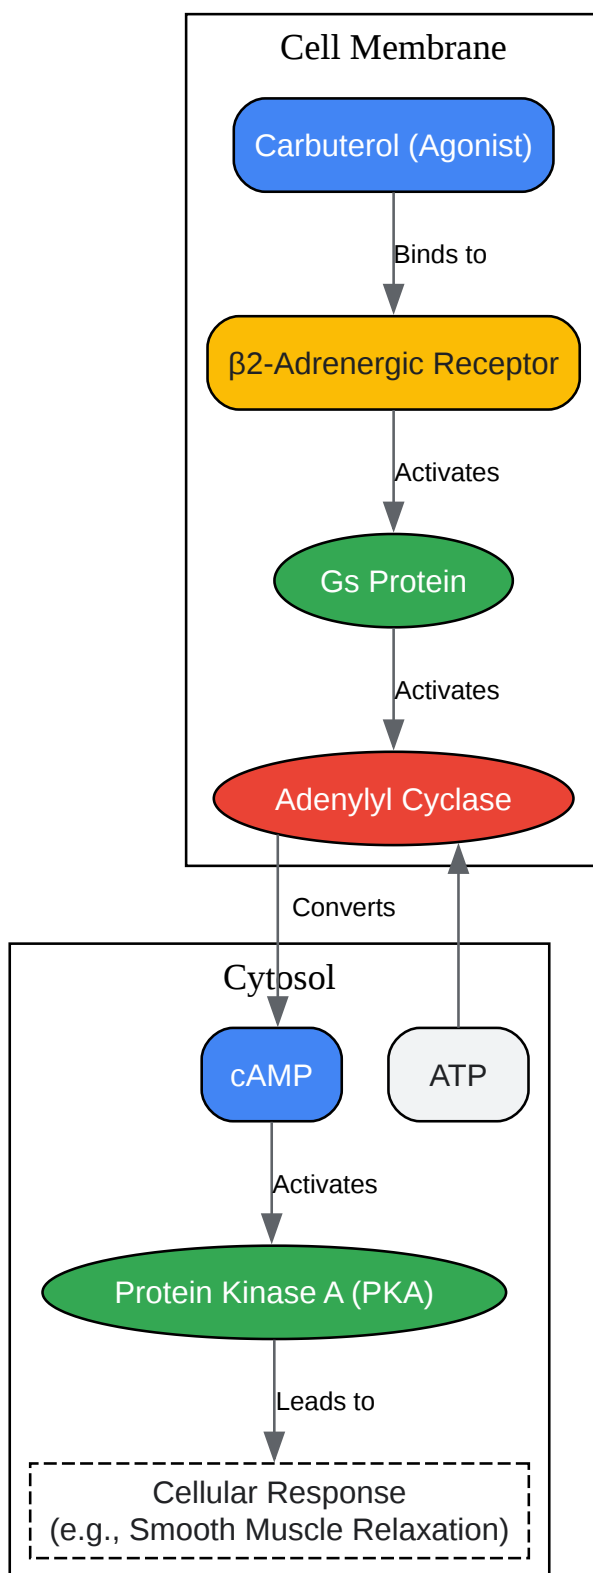 Cell Membrane
Carbuterol (Agonist)
Binds to
β2-Adrenergic Receptor
Activates
Gs Protein
Activates
Adenylyl Cyclase
Converts
Cytosol
cAMP
ATP
Activates
Protein Kinase A (PKA)
Leads to
Cellular Response
(e.g., Smooth Muscle Relaxation)